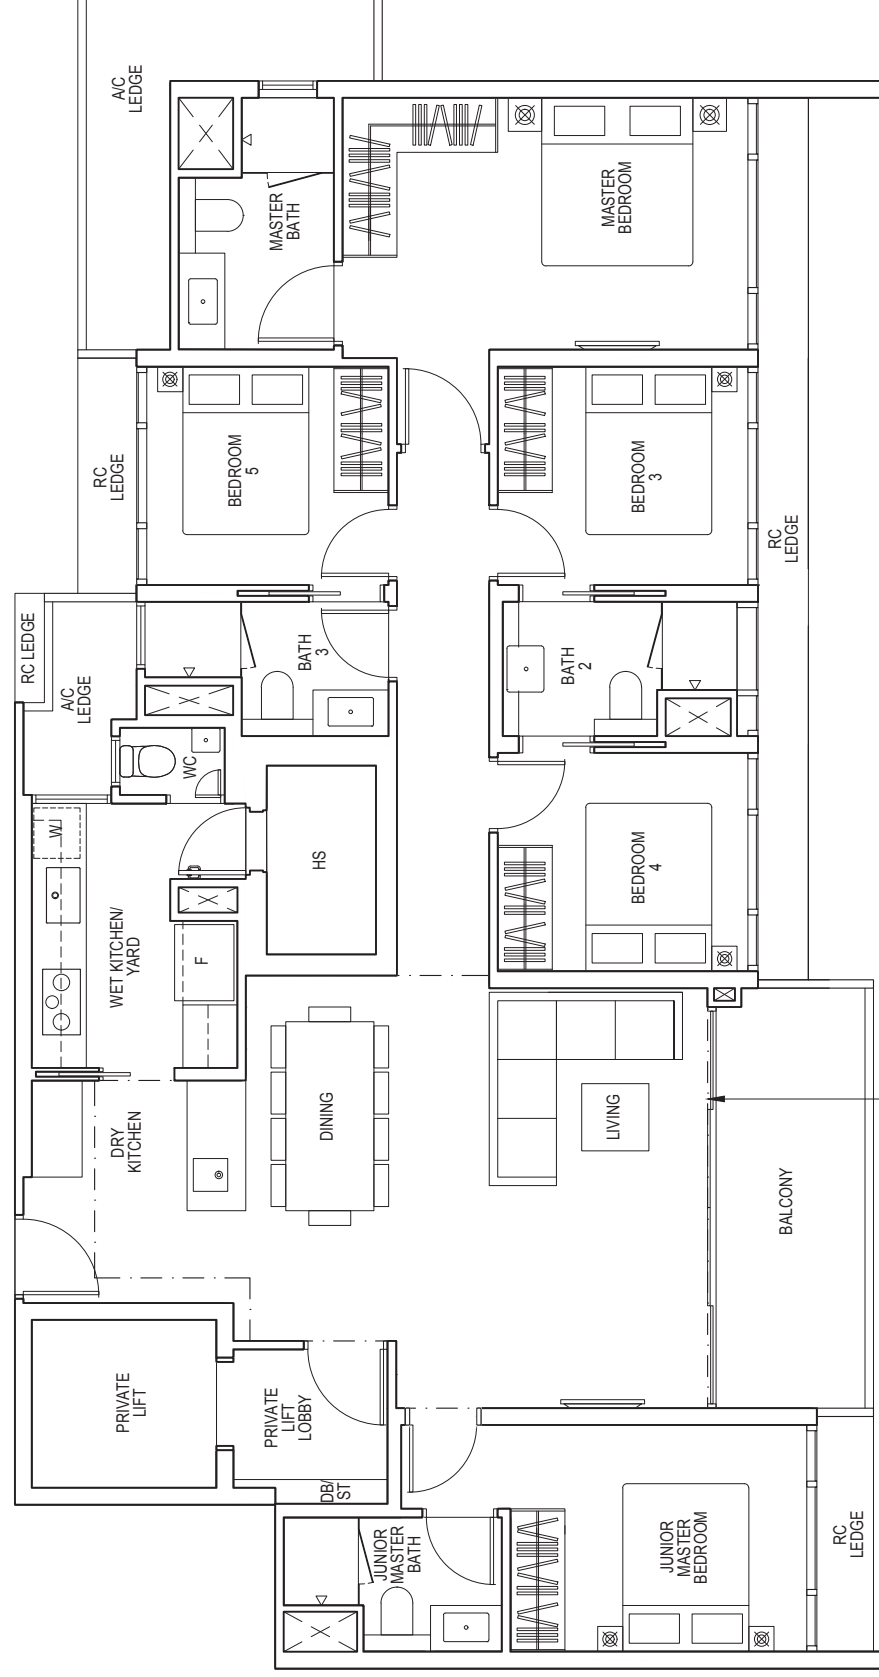 A/C
LEDGE
MASTER
BATH
MASTER
BEDROOM
RC
LEDGE
BEDROOM
5
BEDROOM
3
RC
LEDGE
RC LEDGE
A/C
LEDGE
BATH
3
BATH
2
WC
W
HS
BEDROOM
4
WET KITCHEN/
YARD
F
DRY
KITCHEN
DINING
LIVING
BALCONY
PRIVATE
LIFT
PRIVATE
LIFT
LOBBY
DB/
ST
JUNIOR
MASTER
BATH
JUNIOR
MASTER
BEDROOM
RC
LEDGE